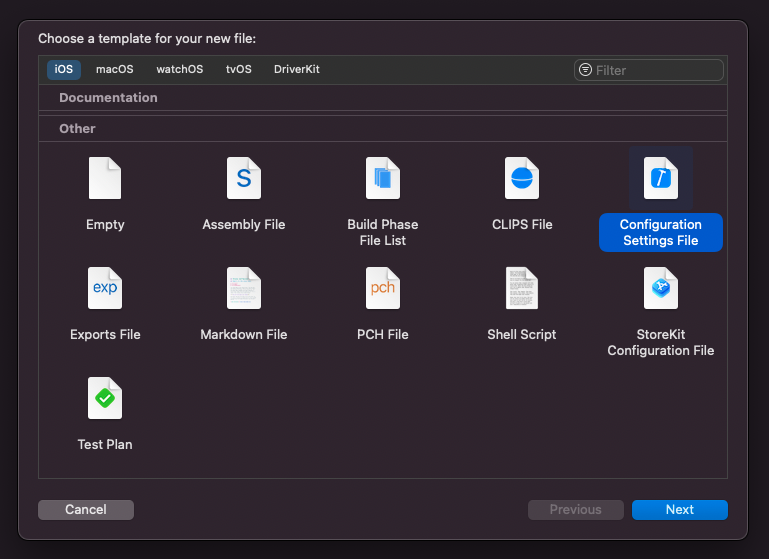 Choose a template for your new file:
iOS macOS watchOS tvOS DriverKit Filter
Documentation
Other
S
Empty Assembly File Build Phase File List CLIPS File Configuration Settings File
exp pch
Exports File Markdown File PCH File Shell Script StoreKit Configuration File
Test Plan
Cancel Previous Next